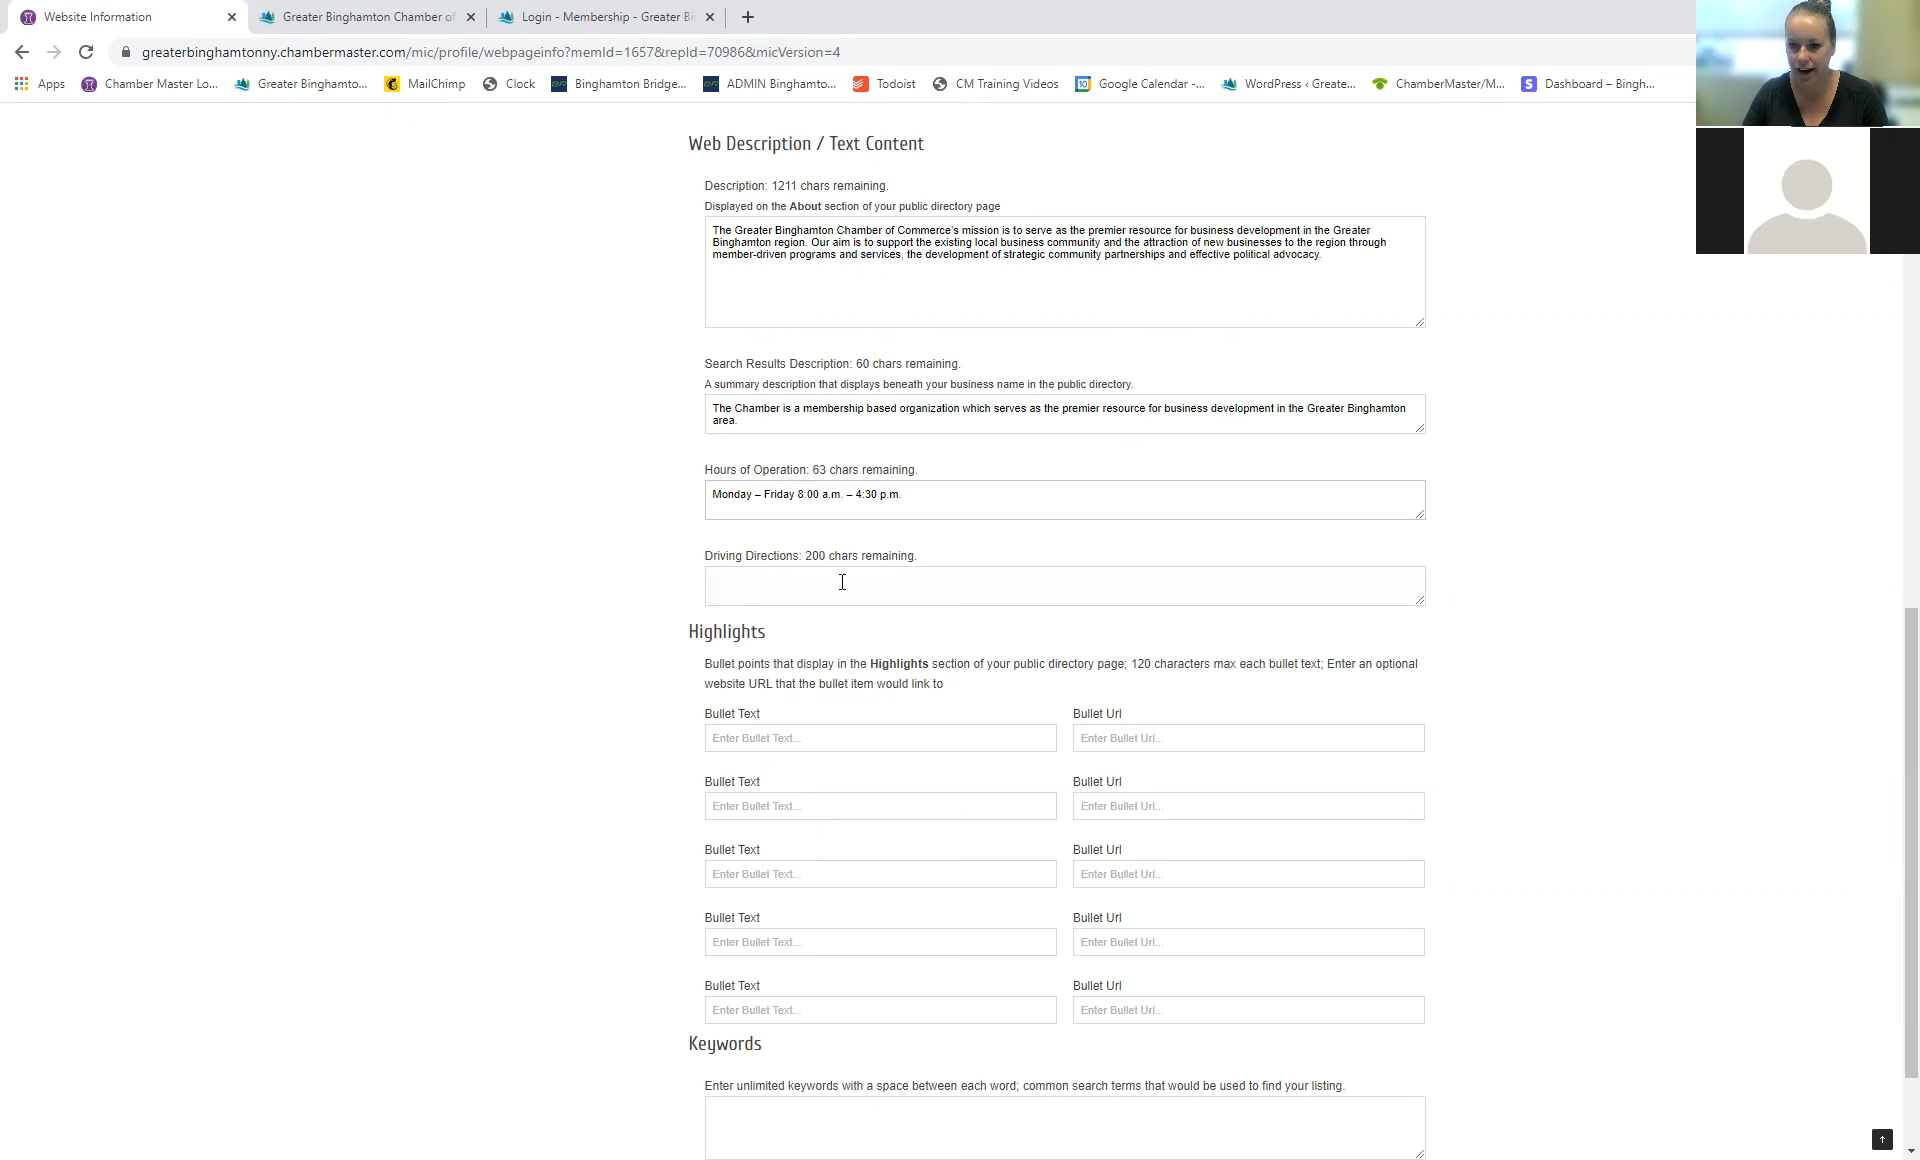 Website Information
Greater Binghamton Chamber of
Login - Membership - Greater Bi
greaterbinghamtonny.chambermaster.com/mic/profile/webpageinfo?memId=1657&repId=70986&micVersion=4
Apps
Chamber Master Lo...
Greater Binghamto...
MailChimp
Clock
Binghamton Bridge...
ADMIN Binghamto...
Todoist
CM Training Videos
Google Calendar -...
WordPress ‹ Greate...
ChamberMaster/M...
Dashboard – Bingh...
Web Description / Text Content
Description: 1211 chars remaining.
Displayed on the About section of your public directory page
The Greater Binghamton Chamber of Commerce's mission is to serve as the premier resource for business development in the Greater
Binghamton region. Our aim is to support the existing local business community and the attraction of new businesses to the region through
member-driven programs and services, the development of strategic community partnerships and effective political advocacy.
Search Results Description: 60 chars remaining.
A summary description that displays beneath your business name in the public directory.
The Chamber is a membership based organization which serves as the premier resource for business development in the Greater Binghamton
area.
Hours of Operation: 63 chars remaining.
Monday – Friday 8:00 a.m. – 4:30 p.m.
Driving Directions: 200 chars remaining.
Highlights
Bullet points that display in the Highlights section of your public directory page; 120 characters max each bullet text; Enter an optional
website URL that the bullet item would link to
Bullet Text
Bullet Url
Enter Bullet Text...
Enter Bullet Url...
Bullet Text
Bullet Url
Enter Bullet Text...
Enter Bullet Url...
Bullet Text
Bullet Url
Enter Bullet Text...
Enter Bullet Url...
Bullet Text
Bullet Url
Enter Bullet Text...
Enter Bullet Url...
Bullet Text
Bullet Url
Enter Bullet Text...
Enter Bullet Url...
Keywords
Enter unlimited keywords with a space between each word; common search terms that would be used to find your listing.